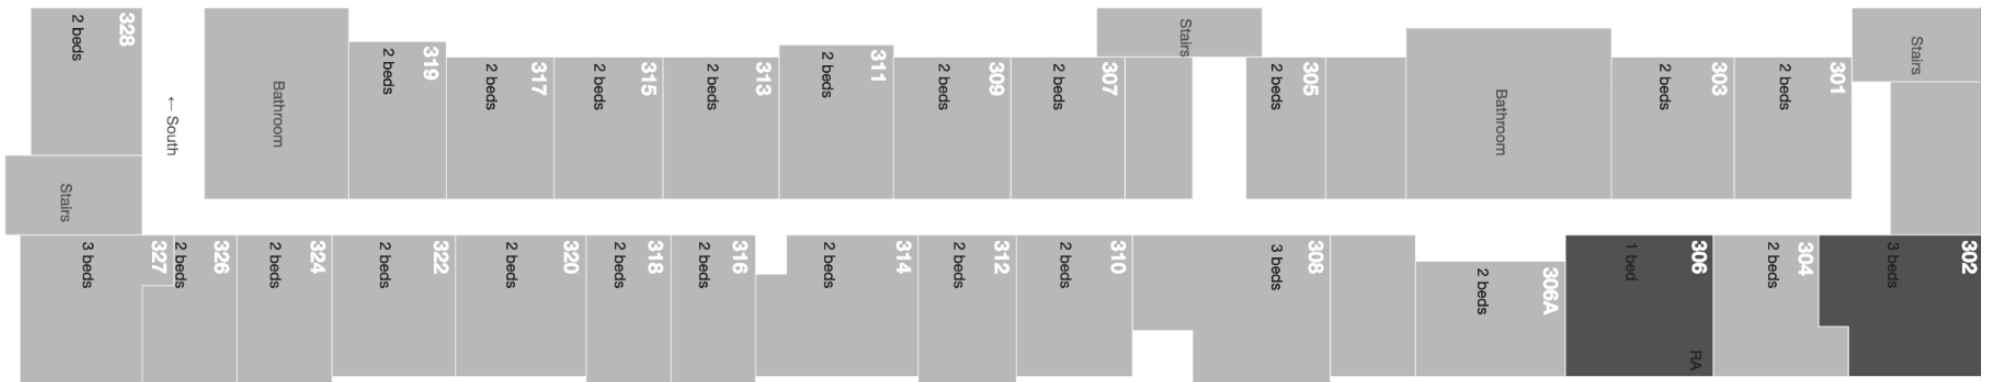 328
2 beds
← South
Bathroom
319
2 beds
317
2 beds
315
2 beds
313
2 beds
311
2 beds
309
2 beds
307
2 beds
Stairs
305
2 beds
Bathroom
303
2 beds
301
2 beds
Stairs
Stairs
327
3 beds
326
2 beds
324
2 beds
322
2 beds
320
2 beds
318
2 beds
316
2 beds
314
2 beds
312
2 beds
310
2 beds
308
3 beds
306A
2 beds
306
1 bed
RA
304
2 beds
302
3 beds